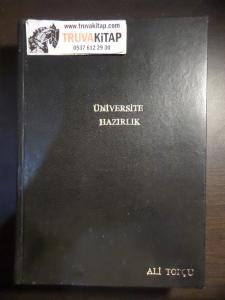 www.truvakitap.com
TRUVAKiTAP
0537 612 29 30
ÜNİVERSİTE
HAZIRLIK
ALİ TOPÇU